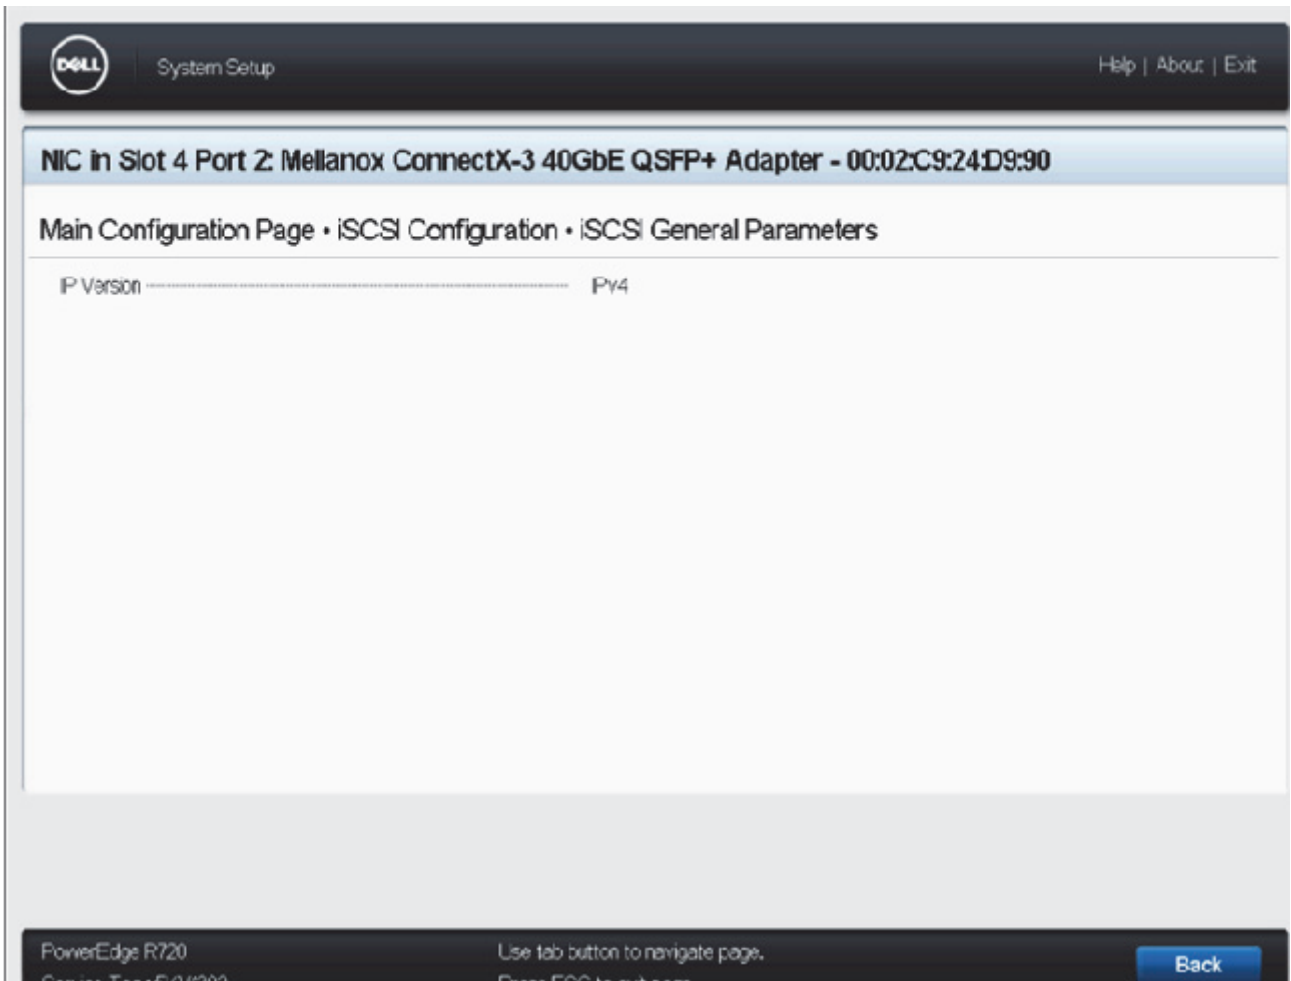 DELL
System Setup
Help | About | Exit
NIC in Slot 4 Port 2: Mellanox ConnectX-3 40GbE QSFP+ Adapter - 00:02:C9:24:D9:90
Main Configuration Page • iSCSI Configuration • iSCSI General Parameters
IP Version IPv4
PowerEdge R720
Use tab button to navigate page.
Back